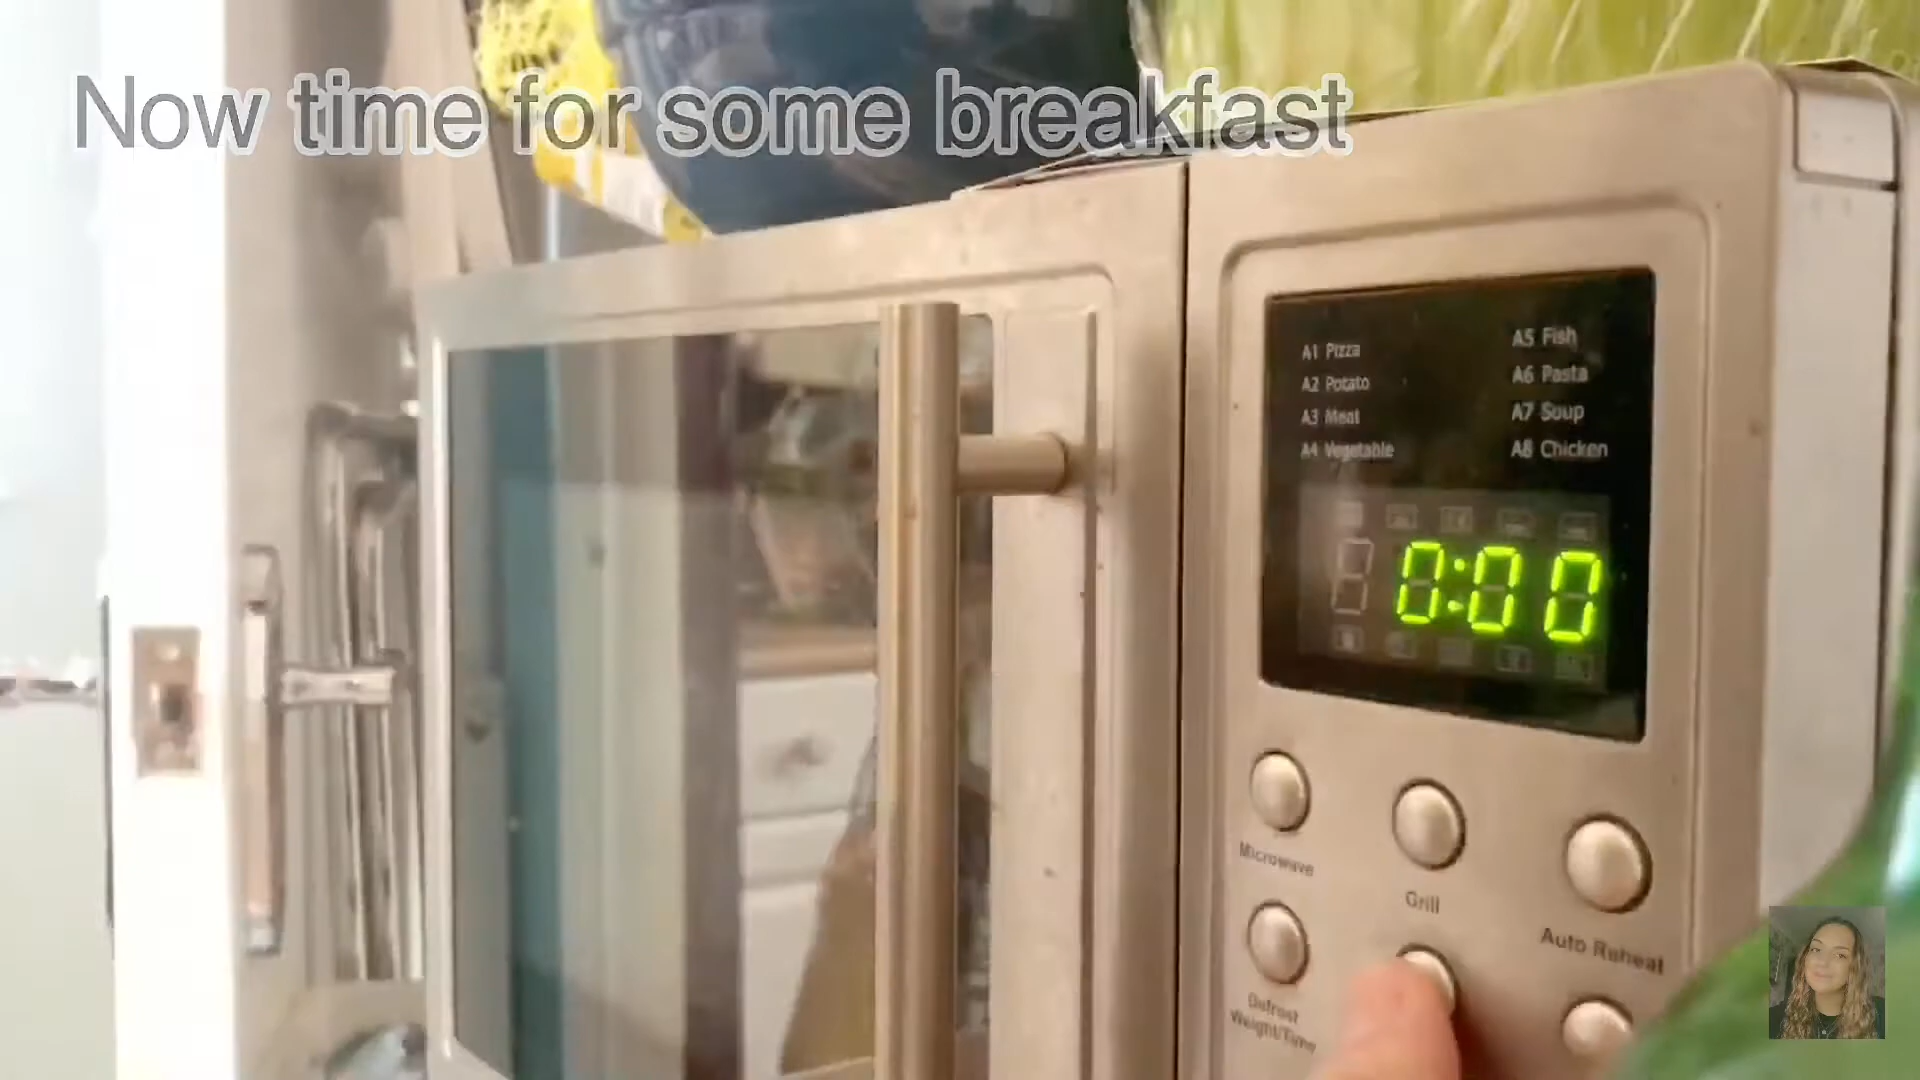 Now time for some breakfast
A1 Pizza
A2 Potato
A3 Meat
A4 Vegetable
A5 Fish
A6 Pasta
A7 Soup
A8 Chicken
0:00
Microwave
Grill
Auto Reheat
Defrost
Weight/Time